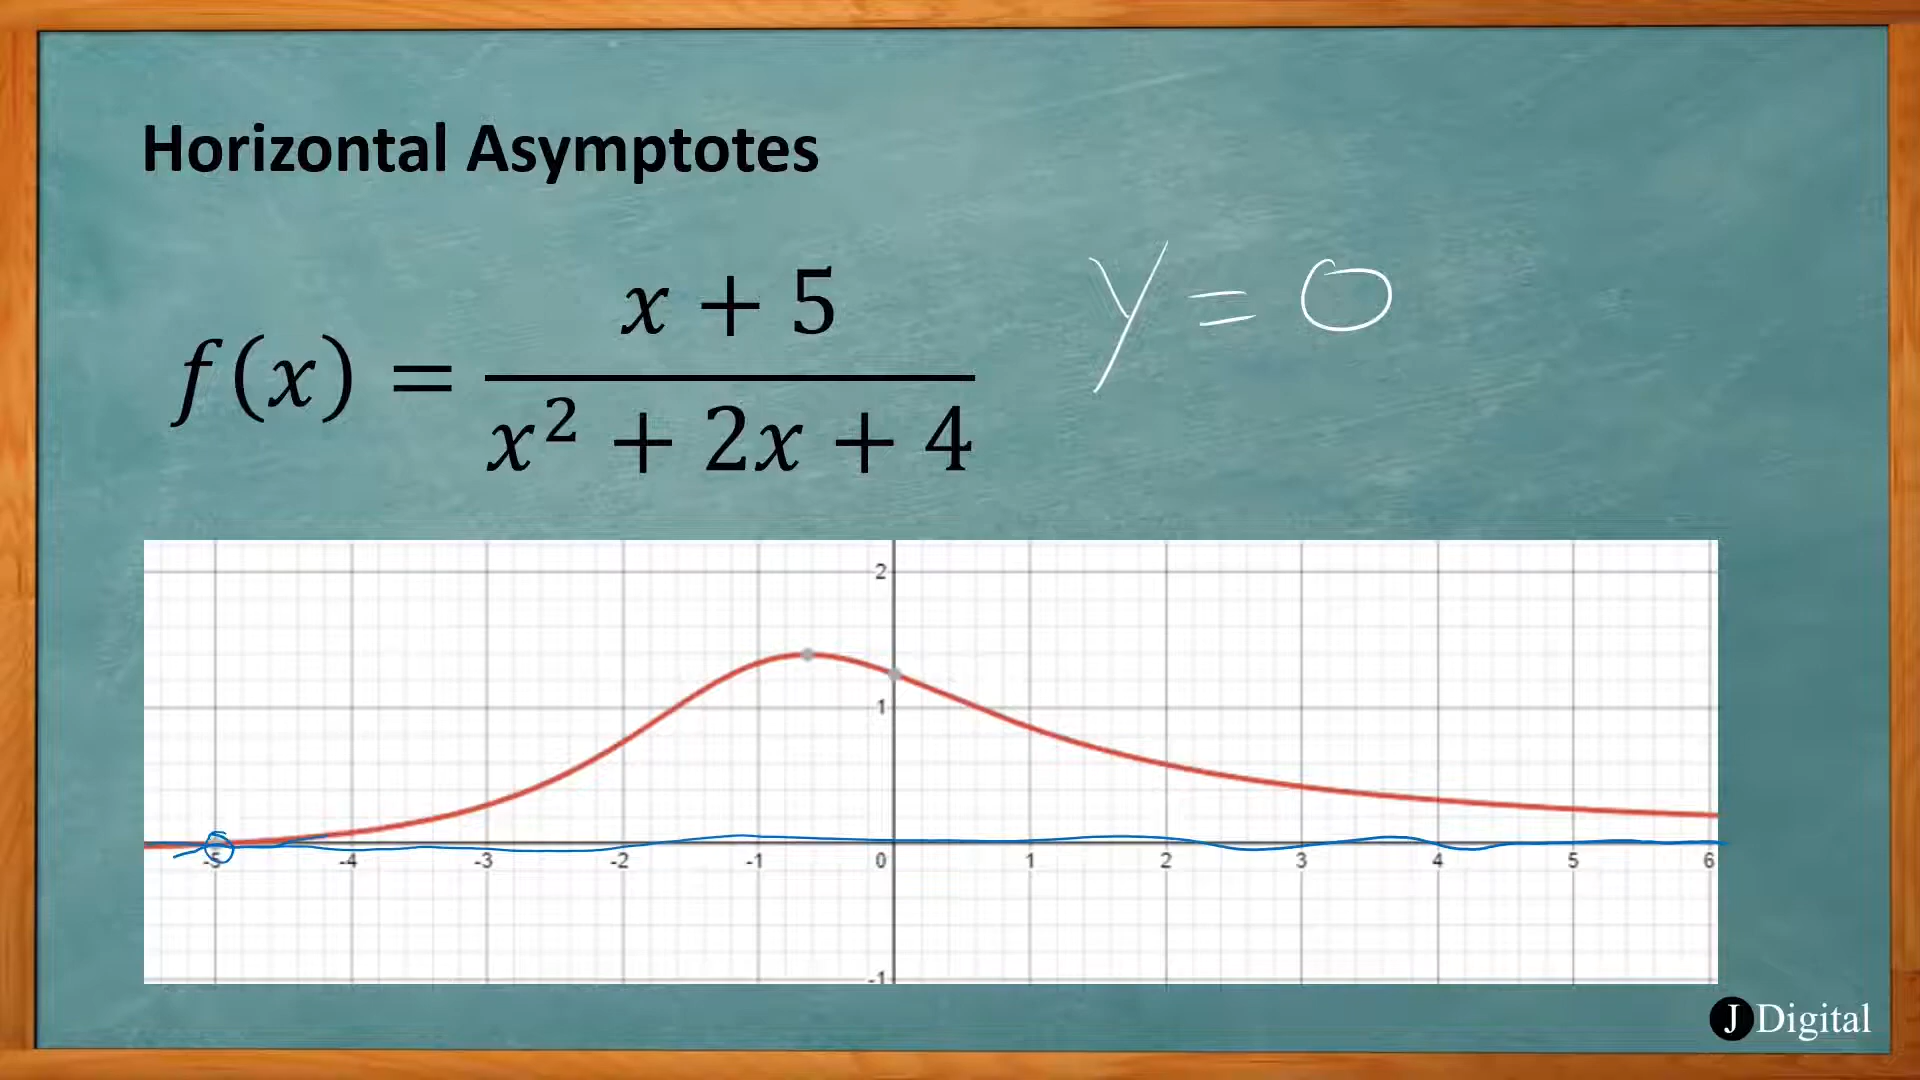 Horizontal Asymptotes
f(x) = (x + 5)/(x² + 2x + 4)
y = 0
2
1
-5 -4 -3 -2 -1 0 1 2 3 4 5 6
-1
J Digital